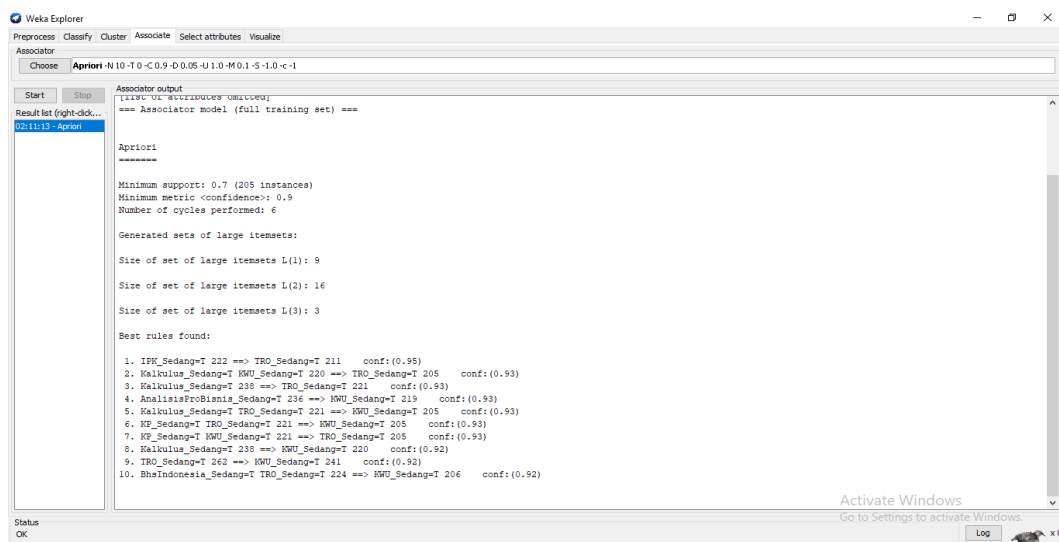 Weka Explorer
Preprocess Classify Cluster Associate Select attributes Visualize
Associator
Choose Apriori -N 10 -T 0 -C 0.9 -D 0.05 -U 1.0 -M 0.1 -S -1.0 -c -1
Start Stop
Result list (right-click...
02:11:13 - Apriori
Associator output
[list of attributes omitted]
=== Associator model (full training set) ===
Apriori
=======
Minimum support: 0.7 (205 instances)
Minimum metric <confidence>: 0.9
Number of cycles performed: 6
Generated sets of large itemsets:
Size of set of large itemsets L(1): 9
Size of set of large itemsets L(2): 16
Size of set of large itemsets L(3): 3
Best rules found:
1. IPK_Sedang=T 222 ==> TRO_Sedang=T 211 conf:(0.95)
2. Kalkulus_Sedang=T KWU_Sedang=T 220 ==> TRO_Sedang=T 205 conf:(0.93)
3. Kalkulus_Sedang=T 238 ==> TRO_Sedang=T 221 conf:(0.93)
4. AnalisisProBisnis_Sedang=T 236 ==> KWU_Sedang=T 219 conf:(0.93)
5. Kalkulus_Sedang=T TRO_Sedang=T 221 ==> KWU_Sedang=T 205 conf:(0.93)
6. KP_Sedang=T TRO_Sedang=T 221 ==> KWU_Sedang=T 205 conf:(0.93)
7. KP_Sedang=T KWU_Sedang=T 221 ==> TRO_Sedang=T 205 conf:(0.93)
8. Kalkulus_Sedang=T 238 ==> KWU_Sedang=T 220 conf:(0.92)
9. TRO_Sedang=T 262 ==> KWU_Sedang=T 241 conf:(0.92)
10. BhsIndonesia_Sedang=T TRO_Sedang=T 224 ==> KWU_Sedang=T 206 conf:(0.92)
Activate Windows
Go to Settings to activate Windows.
Status
OK
Log